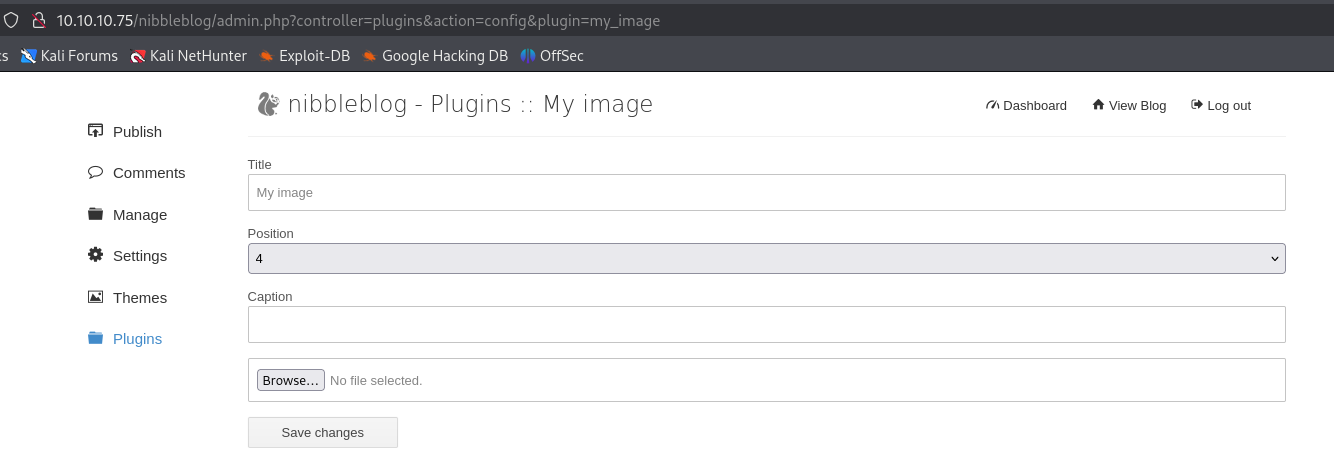 10.10.10.75/nibbleblog/admin.php?controller=plugins&action=config&plugin=my_image
s Kali Forums Kali NetHunter Exploit-DB Google Hacking DB OffSec
nibbleblog - Plugins :: My image Dashboard View Blog Log out
Publish
Comments
Manage
Settings
Themes
Plugins
Title
My image
Position
4
Caption
Browse... No file selected.
Save changes